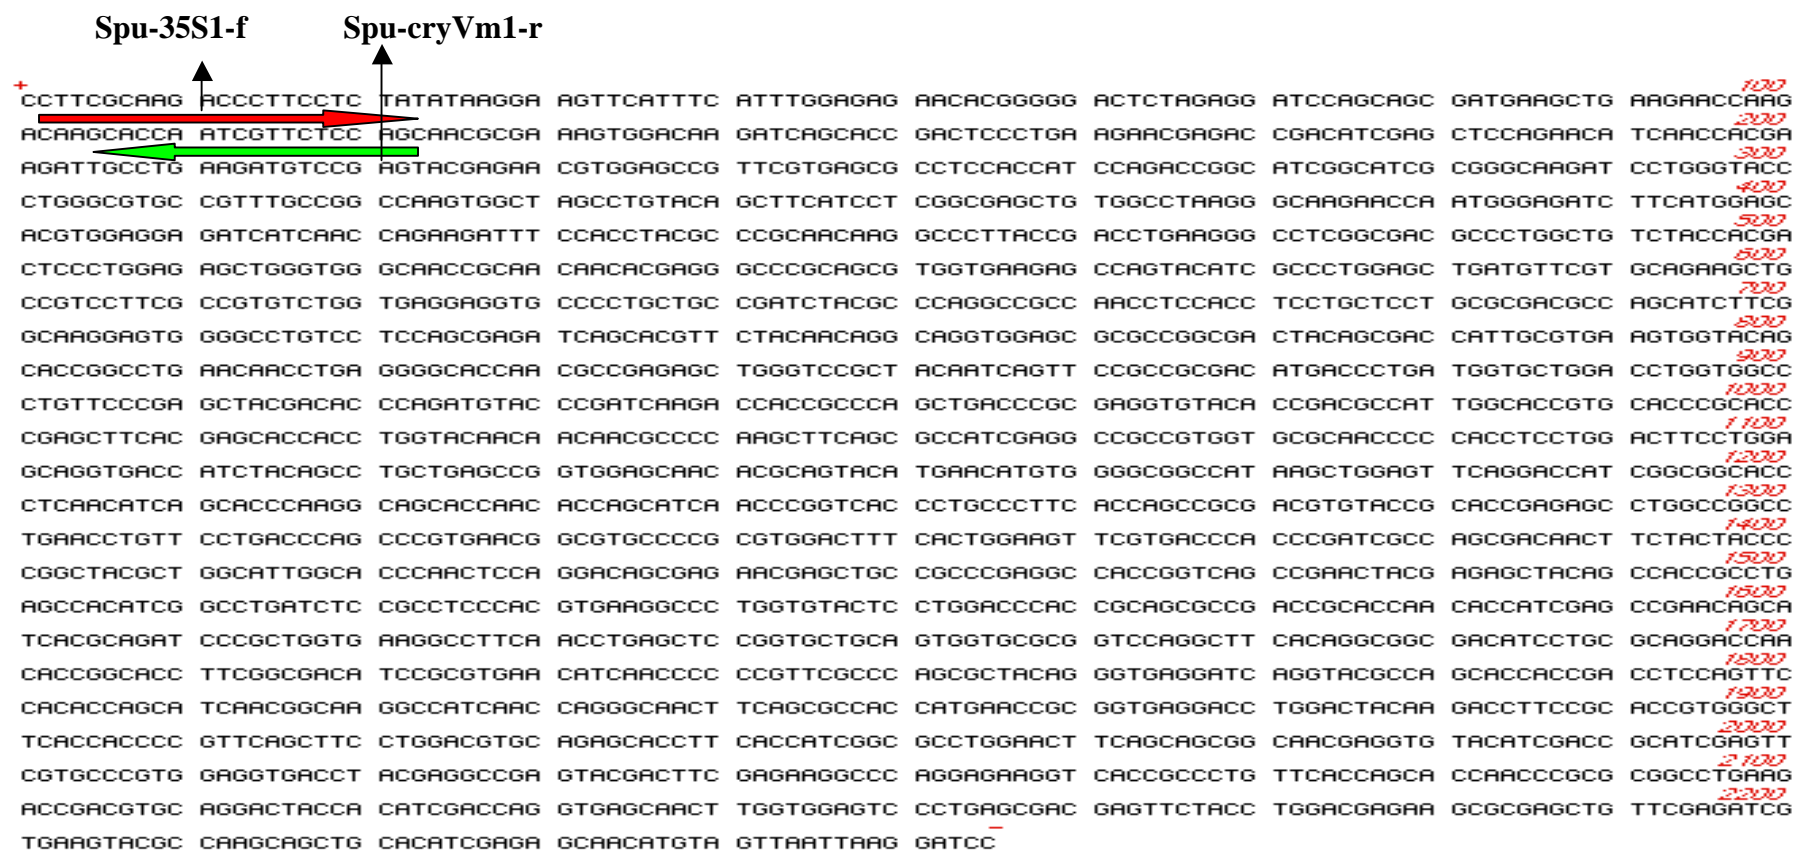 Spu-35S1-f Spu-cryVm1-r
+ 100
CCTTCGCAAG ACCCTTCCTC TATATAAGGA AGTTCATTTC ATTTGGAGAG AACACGGGGG ACTCTAGAGG ATCCAGCAGC GATGAAGCTG AAGAACCAAG
200
ACAAGCACCA ATCGTTCTCC AGCAACGCGA AAGTGGACAA GATCAGCACC GACTCCCTGA AGAACGAGAC CGACATCGAG CTCCAGAACA TCAACCACGA
300
AGATTGCCTG AAGATGTCCG AGTACGAGAA CGTGGAGCCG TTCGTGAGCG CCTCCACCAT CCAGACCGGC ATCGGCATCG CGGGCAAGAT CCTGGGTACC
400
CTGGGCGTGC CGTTTGCCGG CCAAGTGGCT AGCCTGTACA GCTTCATCCT CGGCGAGCTG TGGCCTAAGG GCAAGAACCA ATGGGAGATC TTCATGGAGC
500
ACGTGGAGGA GATCATCAAC CAGAAGATTT CCACCTACGC CCGCAACAAG GCCCTTACCG ACCTGAAGGG CCTCGGCGAC GCCCTGGCTG TCTACCACGA
600
CTCCCTGGAG AGCTGGGTGG GCAACCGCAA CAACACGAGG GCCCGCAGCG TGGTGAAGAG CCAGTACATC GCCCTGGAGC TGATGTTCGT GCAGAAGCTG
700
CCGTCCTTCG CCGTGTCTGG TGAGGAGGTG CCCCTGCTGC CGATCTACGC CCAGGCCGCC AACCTCCACC TCCTGCTCCT GCGCGACGCC AGCATCTTCG
800
GCAAGGAGTG GGGCCTGTCC TCCAGCGAGA TCAGCACGTT CTACAACAGG CAGGTGGAGC GCGCCGGCGA CTACAGCGAC CATTGCGTGA AGTGGTACAG
900
CACCGGCCTG AACAACCTGA GGGGCACCAA CGCCGAGAGC TGGGTCCGCT ACAATCAGTT CCGCCGCGAC ATGACCCTGA TGGTGCTGGA CCTGGTGGCC
1000
CTGTTCCCGA GCTACGACAC CCAGATGTAC CCGATCAAGA CCACCGCCCA GCTGACCCGC GAGGTGTACA CCGACGCCAT TGGCACCGTG CACCCGCACC
1100
CGAGCTTCAC GAGCACCACC TGGTACAACA ACAACGCCCC AAGCTTCAGC GCCATCGAGG CCGCCGTGGT GCGCAACCCC CACCTCCTGG ACTTCCTGGA
1200
GCAGGTGACC ATCTACAGCC TGCTGAGCCG GTGGAGCAAC ACGCAGTACA TGAACATGTG GGGCGGCCAT AAGCTGGAGT TCAGGACCAT CGGCGGCACC
1300
CTCAACATCA GCACCCAAGG CAGCACCAAC ACCAGCATCA ACCCGGTCAC CCTGCCCTTC ACCAGCCGCG ACGTGTACCG CACCGAGAGC CTGGCCGGCC
1400
TGAACCTGTT CCTGACCCAG CCCGTGAACG GCGTGCCCCG CGTGGACTTT CACTGGAAGT TCGTGACCCA CCCGATCGCC AGCGACAACT TCTACTACCC
1500
CGGCTACGCT GGCATTGGCA CCCAACTCCA GGACAGCGAG AACGAGCTGC CGCCCGAGGC CACCGGTCAG CCGAACTACG AGAGCTACAG CCACCGCCTG
1600
AGCCACATCG GCCTGATCTC CGCCTCCCAC GTGAAGGCCC TGGTGTACTC CTGGACCCAC CGCAGCGCCG ACCGCACCAA CACCATCGAG CCGAACAGCA
1700
TCACGCAGAT CCCGCTGGTG AAGGCCTTCA ACCTGAGCTC CGGTGCTGCA GTGGTGCGCG GTCCAGGCTT CACAGGCGGC GACATCCTGC GCAGGACCAA
1800
CACCGGCACC TTCGGCGACA TCCGCGTGAA CATCAACCCC CCGTTCGCCC AGCGCTACAG GGTGAGGATC AGGTACGCCA GCACCACCGA CCTCCAGTTC
1900
CACACCAGCA TCAACGGCAA GGCCATCAAC CAGGGCAACT TCAGCGCCAC CATGAACCGC GGTGAGGACC TGGACTACAA GACCTTCCGC ACCGTGGGCT
2000
TCACCACCCC GTTCAGCTTC CTGGACGTGC AGAGCACCTT CACCATCGGC GCCTGGAACT TCAGCAGCGG CAACGAGGTG TACATCGACC GCATCGAGTT
2100
CGTGCCCGTG GAGGTGACCT ACGAGGCCGA GTACGACTTC GAGAAGGCCC AGGAGAAGGT CACCGCCCTG TTCACCAGCA CCAACCCGCG CGGCCTGAAG
2200
ACCGACGTGC AGGACTACCA CATCGACCAG GTGAGCAACT TGGTGGAGTC CCTGAGCGAC GAGTTCTACC TGGACGAGAA GCGCGAGCTG TTCGAGATCG
–
TGAAGTACGC CAAGCAGCTG CACATCGAGA GCAACATGTA GTTAATTAAG GATCC